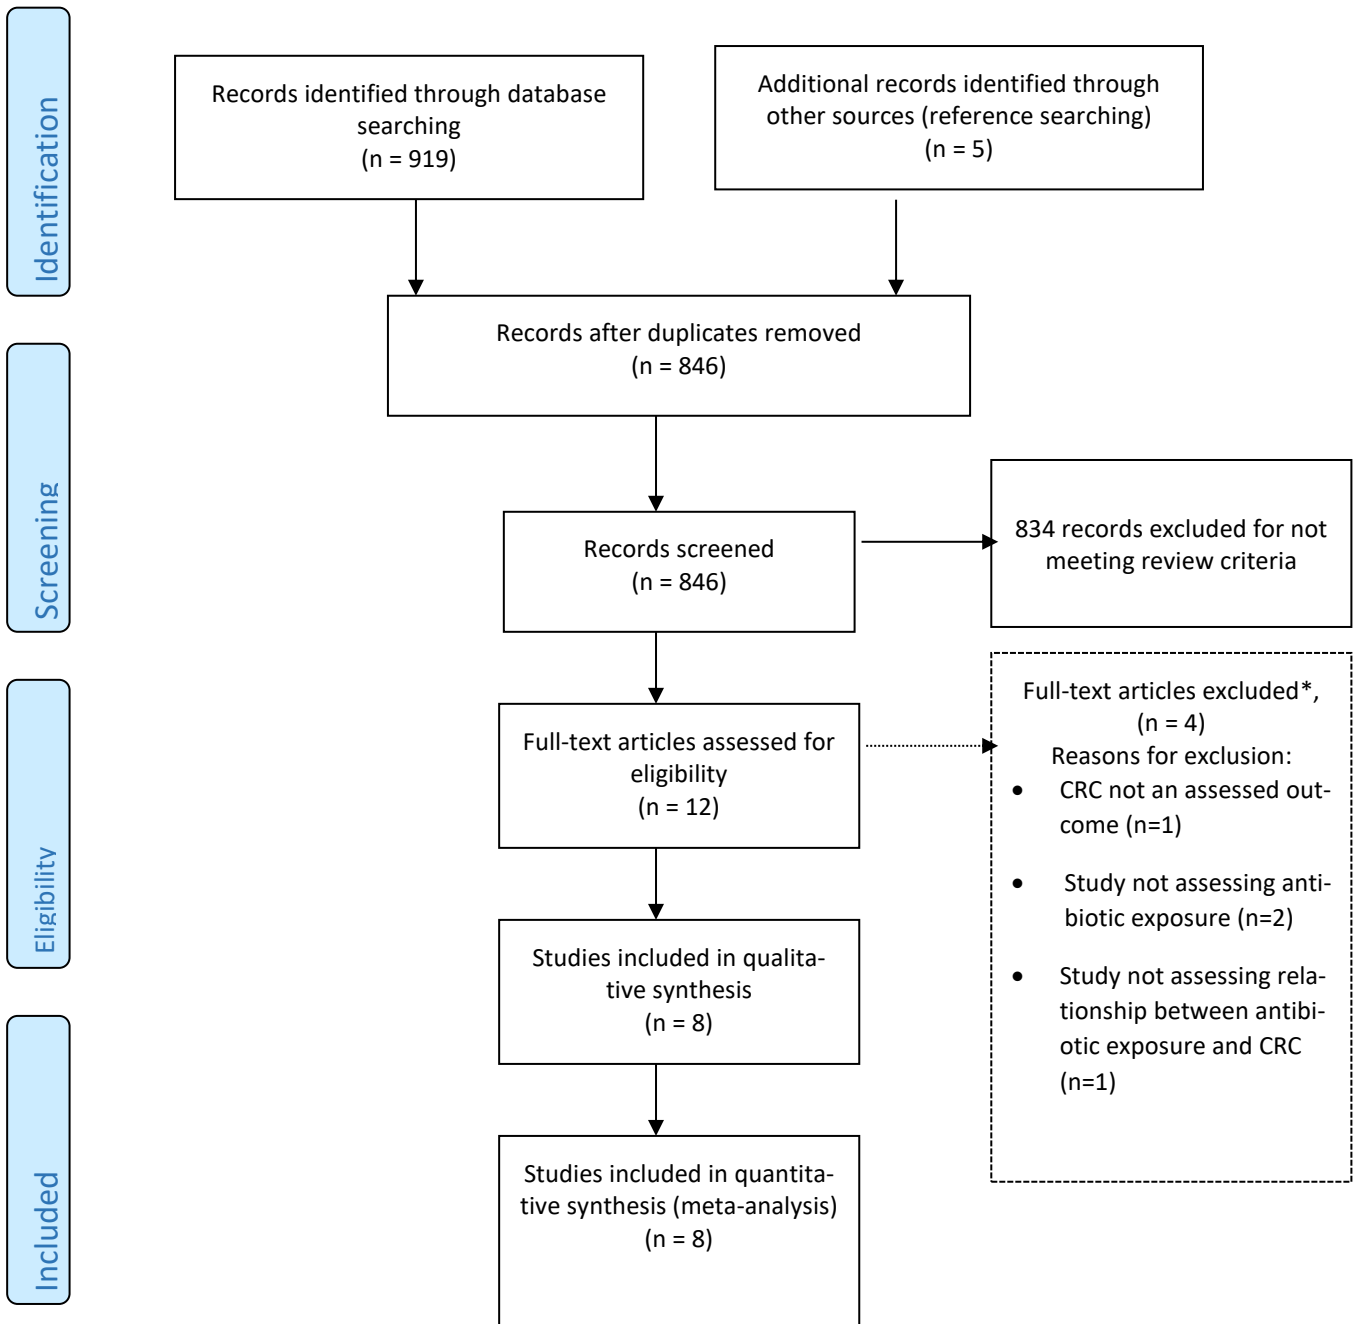 Identification
Records identified through database
searching
(n = 919)
Additional records identified through
other sources (reference searching)
(n = 5)
Records after duplicates removed
(n = 846)
Screening
Records screened
(n = 846)
834 records excluded for not
meeting review criteria
Eligibility
Full-text articles assessed for
eligibility
(n = 12)
Full-text articles excluded*,
(n = 4)
Reasons for exclusion:
• CRC not an assessed out-
come (n=1)
• Study not assessing anti-
biotic exposure (n=2)
• Study not assessing rela-
tionship between antibi-
otic exposure and CRC
(n=1)
Studies included in qualita-
tive synthesis
(n = 8)
Included
Studies included in quantita-
tive synthesis (meta-analysis)
(n = 8)